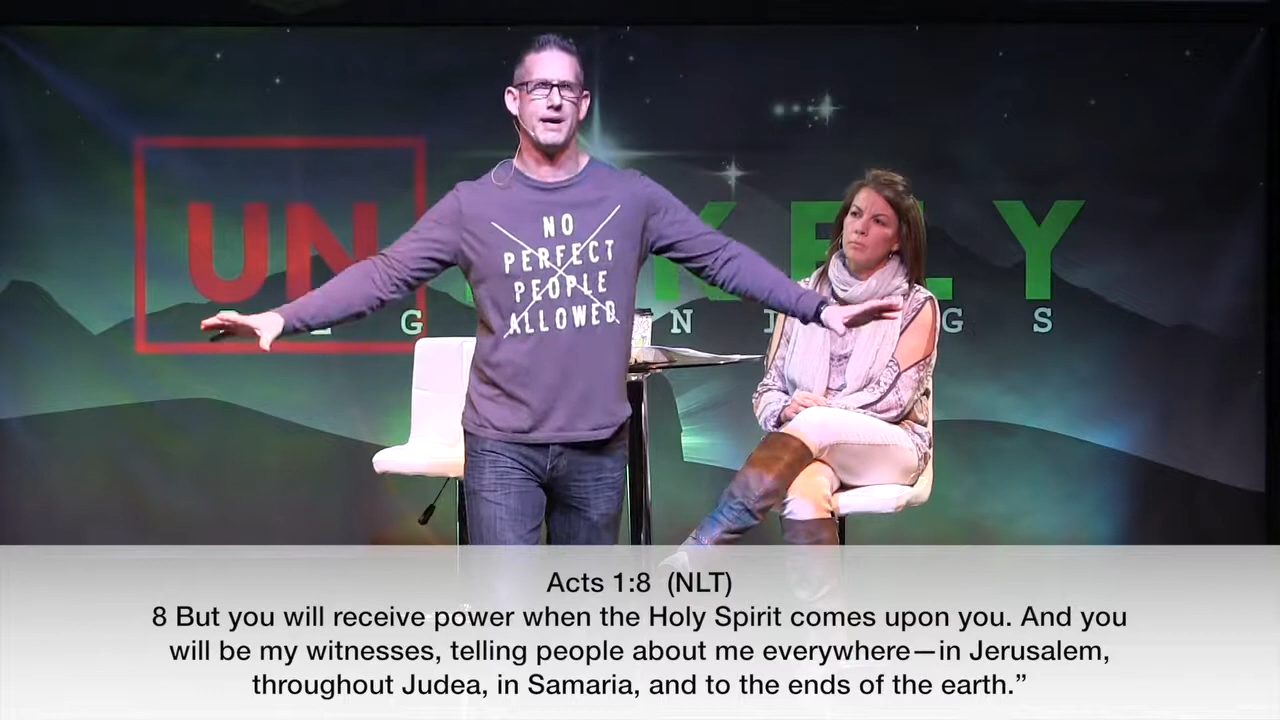 UN KELY
G N I GS
NO
PERFECT
PEOPLE
ALLOWED
Acts 1:8 (NLT)
8 But you will receive power when the Holy Spirit comes upon you. And you
will be my witnesses, telling people about me everywhere—in Jerusalem,
throughout Judea, in Samaria, and to the ends of the earth.”